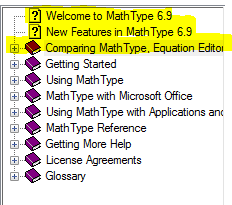 Welcome to MathType 6.9
New Features in MathType 6.9
Comparing MathType, Equation Editor
Getting Started
Using MathType
MathType with Microsoft Office
Using MathType with Applications and
MathType Reference
Getting More Help
License Agreements
Glossary